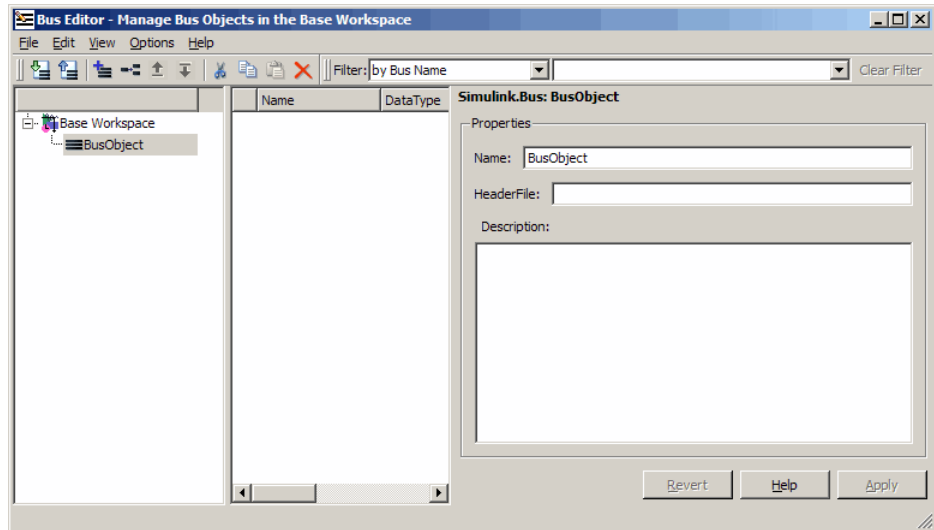 Bus Editor - Manage Bus Objects in the Base Workspace
File Edit View Options Help
Filter: by Bus Name Clear Filter
Name DataType
Base Workspace
BusObject
Simulink.Bus: BusObject
Properties
Name: BusObject
HeaderFile:
Description:
Revert Help Apply